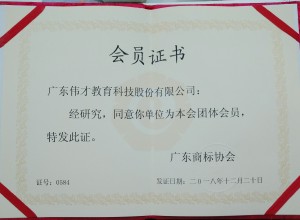 会员证书
广东伟才教育科技股份有限公司：
经研究，同意你单位为本会团体会员，
特发此证。
广东商标协会
证号：0584
发证日期：二0一八年十二月二十日